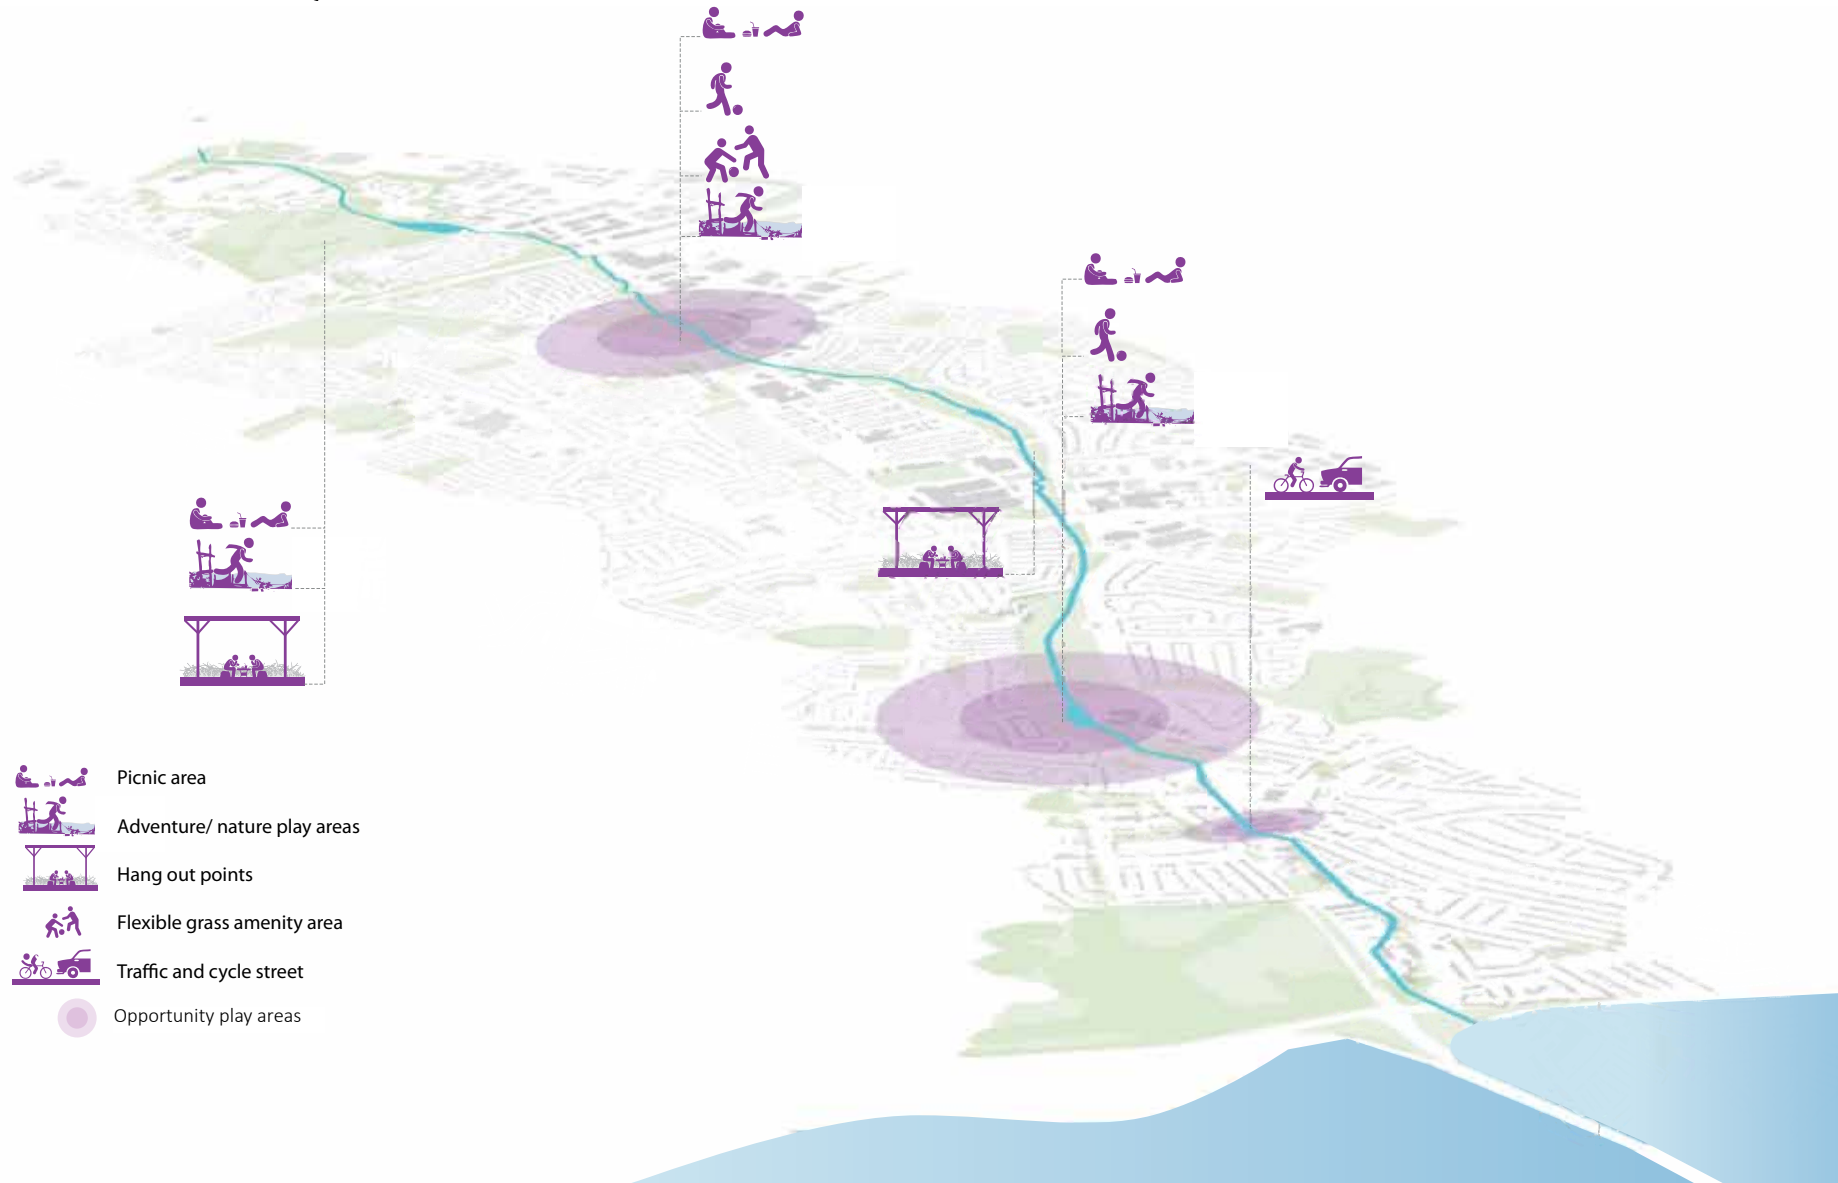 Picnic area
Adventure/ nature play areas
Hang out points
Flexible grass amenity area
Traffic and cycle street
Opportunity play areas